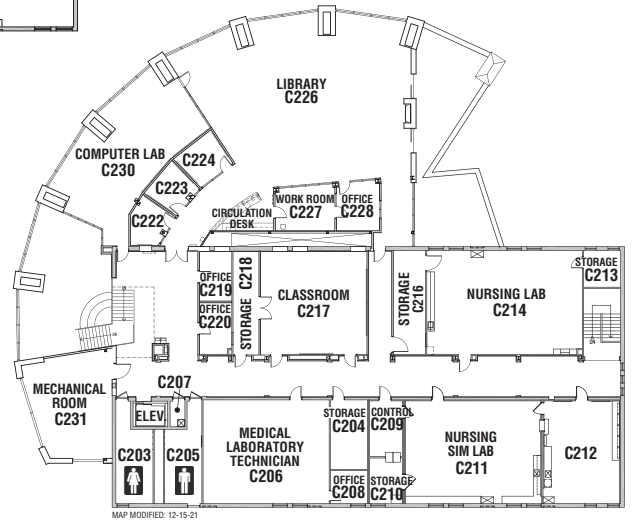 LIBRARY
C226
COMPUTER LAB
C230
C224
C223
C222
CIRCULATION
DESK
WORK ROOM
C227
OFFICE
C228
OFFICE
C219
OFFICE
C220
STORAGE C218
CLASSROOM
C217
STORAGE
C216
NURSING LAB
C214
STORAGE
C213
DN
DN
MECHANICAL
ROOM
C231
C207
ELEV.
C203
C205
MEDICAL
LABORATORY
TECHNICIAN
C206
STORAGE
C204
OFFICE
C208
CONTROL
C209
STORAGE
C210
NURSING
SIM LAB
C211
C212
MAP MODIFIED: 12-15-21